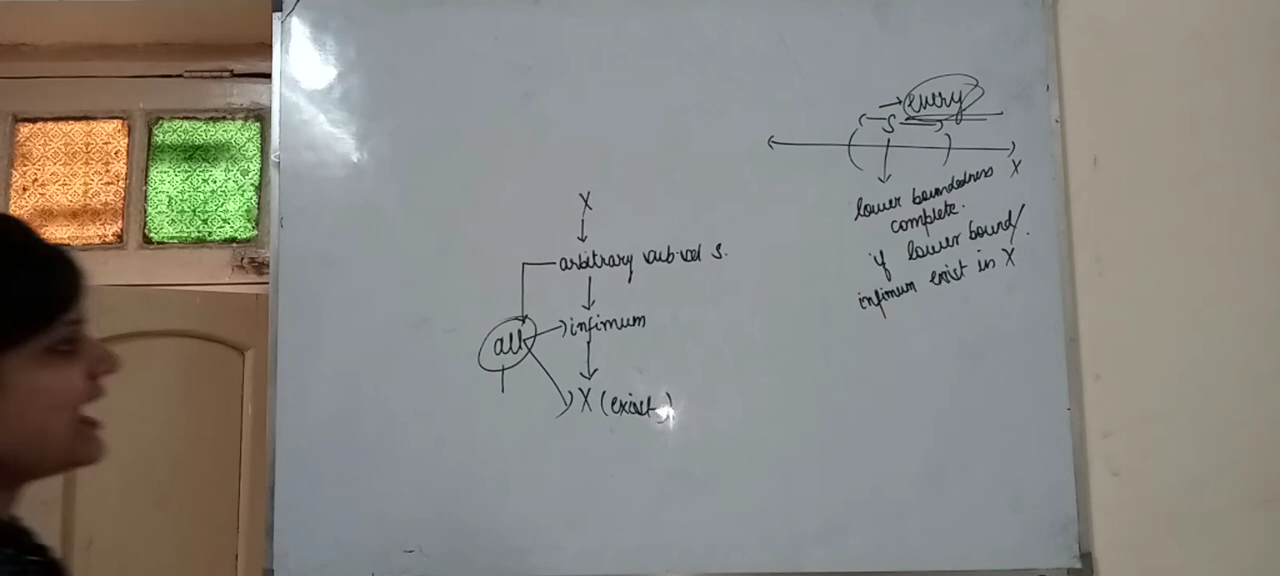 X
arbitrary sub set S.
all
infimum
X (exist)
every
S
X
lower boundedness
complete.
if lower bound/
infimum exist in X